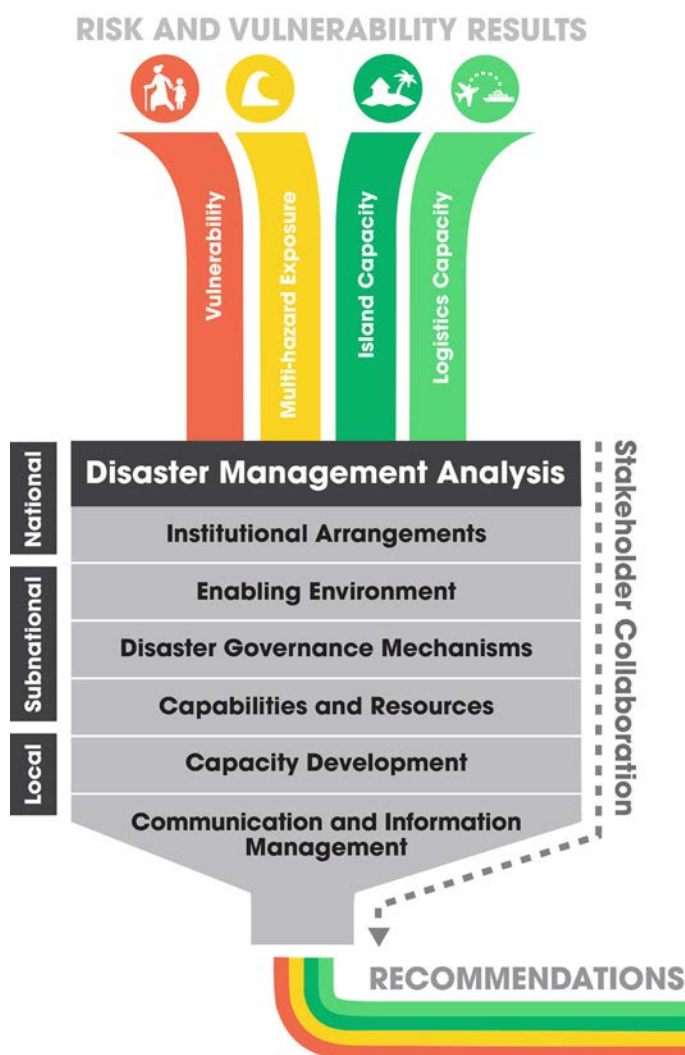 RISK AND VULNERABILITY RESULTS
Vulnerability
Multi-hazard Exposure
Island Capacity
Logistics Capacity
National
Subnational
Local
Disaster Management Analysis
Institutional Arrangements
Enabling Environment
Disaster Governance Mechanisms
Capabilities and Resources
Capacity Development
Communication and Information
Management
Stakeholder Collaboration
RECOMMENDATIONS